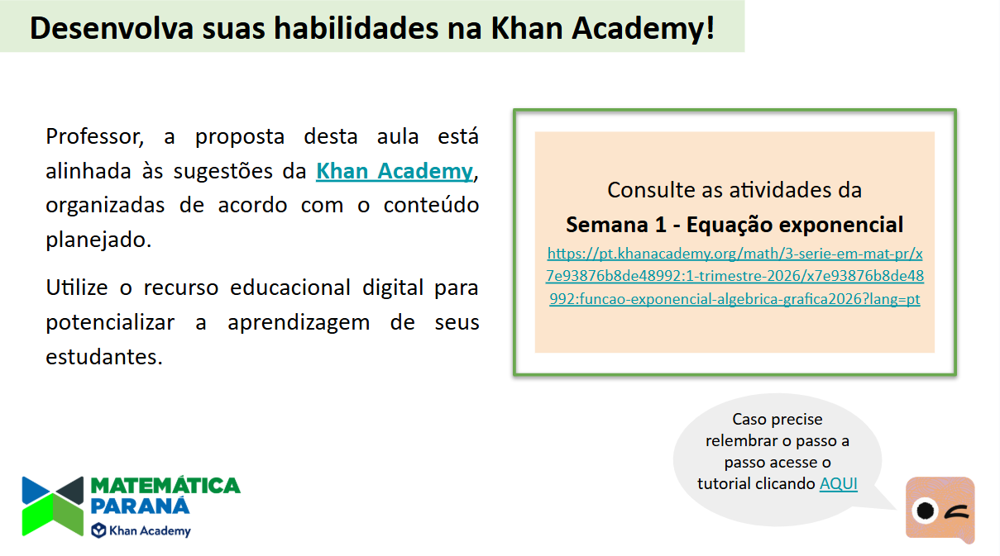 Desenvolva suas habilidades na Khan Academy!
Professor, a proposta desta aula está
alinhada às sugestões da Khan Academy,
organizadas de acordo com o conteúdo
planejado.
Utilize o recurso educacional digital para
potencializar a aprendizagem de seus
estudantes.
Consulte as atividades da
Semana 1 - Equação exponencial
https://pt.khanacademy.org/math/3-serie-em-mat-pr/x
7e93876b8de48992:1-trimestre-2026/x7e93876b8de48
992:funcao-exponencial-algebrica-grafica2026?lang=pt
Caso precise
relembrar o passo a
passo acesse o
tutorial clicando AQUI
MATEMÁTICA
PARANÁ
Khan Academy